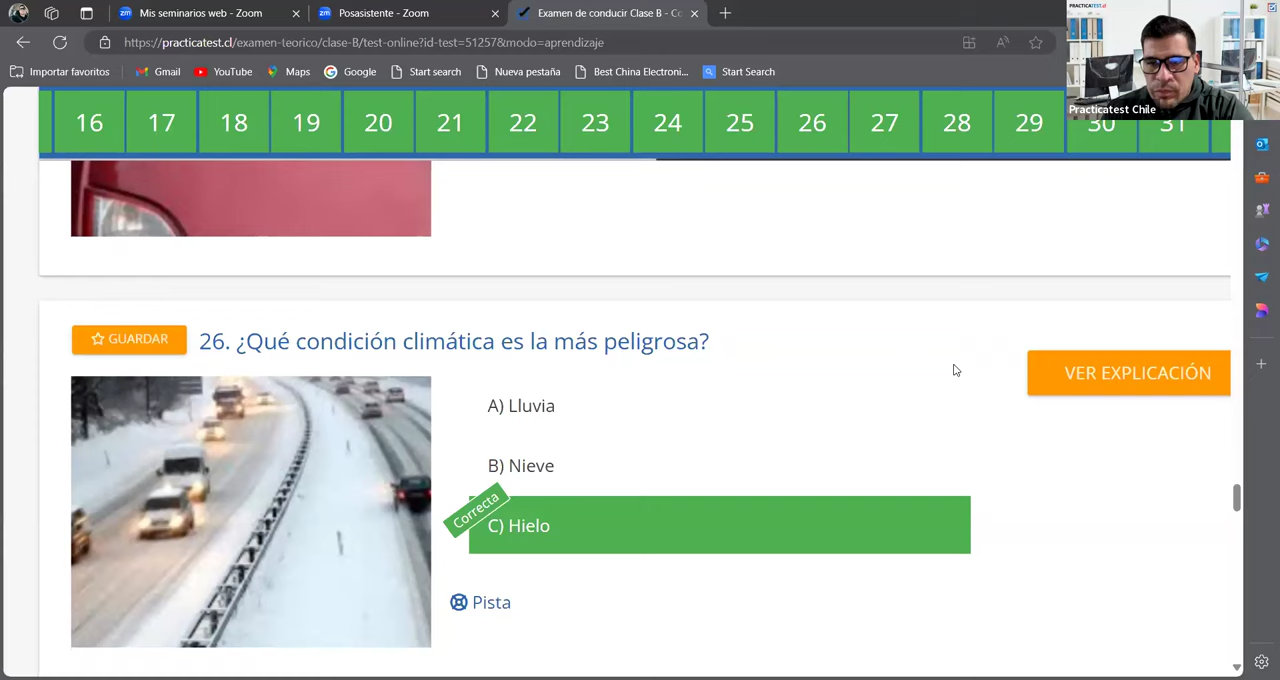 Mis seminarios web - Zoom
Posasistente - Zoom
Examen de conducir Clase B - Co
https://practicatest.cl/examen-teorico/clase-B/test-online?id-test=51257&modo=aprendizaje
Importar favoritos
Gmail
YouTube
Maps
Google
Start search
Nueva pestaña
Best China Electroni...
Start Search
PRACTICATEST.cl
Practicatest Chile
16 17 18 19 20 21 22 23 24 25 26 27 28 29 30 31
GUARDAR
26. ¿Qué condición climática es la más peligrosa?
VER EXPLICACIÓN
A) Lluvia
B) Nieve
Correcta
C) Hielo
Pista